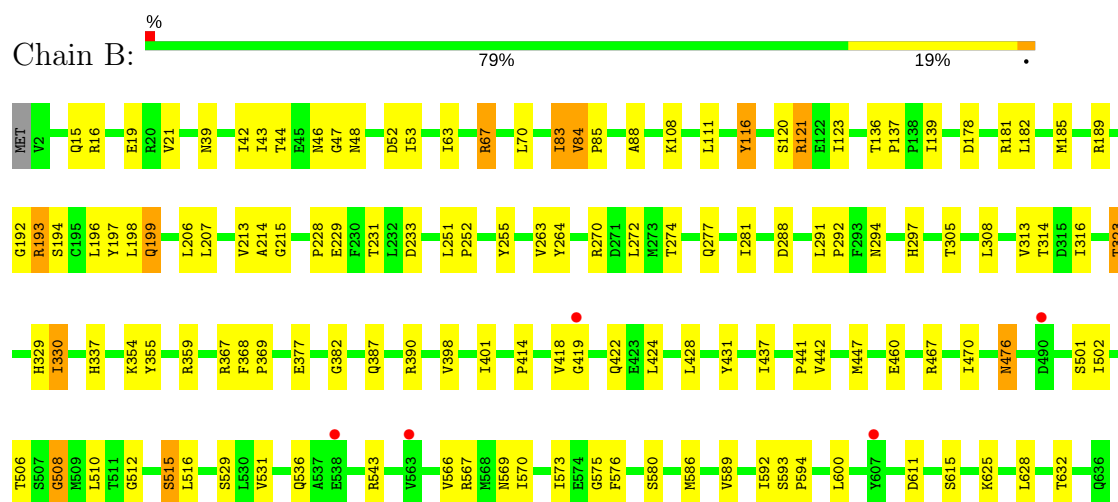 %
Chain B:
79% 19% •
MET V2 Q15 R16 E19 R20 V21 N39 I42 I43 T44 E45 N46 G47 N48 D52 I53 I63 R67 L70 I83 V84 P85 A88 K108 L111 Y116 S120 R121 E122 I123 T136 P137 P138 I139 D178 R181 L182 M185 R189
G192 R193 S194 C195 L196 Y197 L198 Q199 L206 L207 V213 A214 G215 P228 E229 F230 T231 L232 D233 L251 P252 Y255 V263 Y264 R270 D271 L272 M273 T274 Q277 I281 D288 L291 P292 F293 N294 H297 T305 L308 V313 T314 D315 I316 T323
H329 I330 H337 K354 Y355 R359 R367 F368 P369 E377 G382 Q387 R390 V398 I401 P414 V418 G419 Q422 E423 L424 L428 Y431 I437 P441 V442 M447 E460 R467 I470 N476 D490 S501 I502
T506 S507 G508 M509 L510 T511 G512 S515 L516 S529 L530 V531 Q536 A537 E538 R543 V563 V566 R567 M568 N569 I570 I573 E574 G575 F576 S580 M586 V589 I592 S593 P594 L600 Y607 D611 S615 K625 L628 T632 Q636